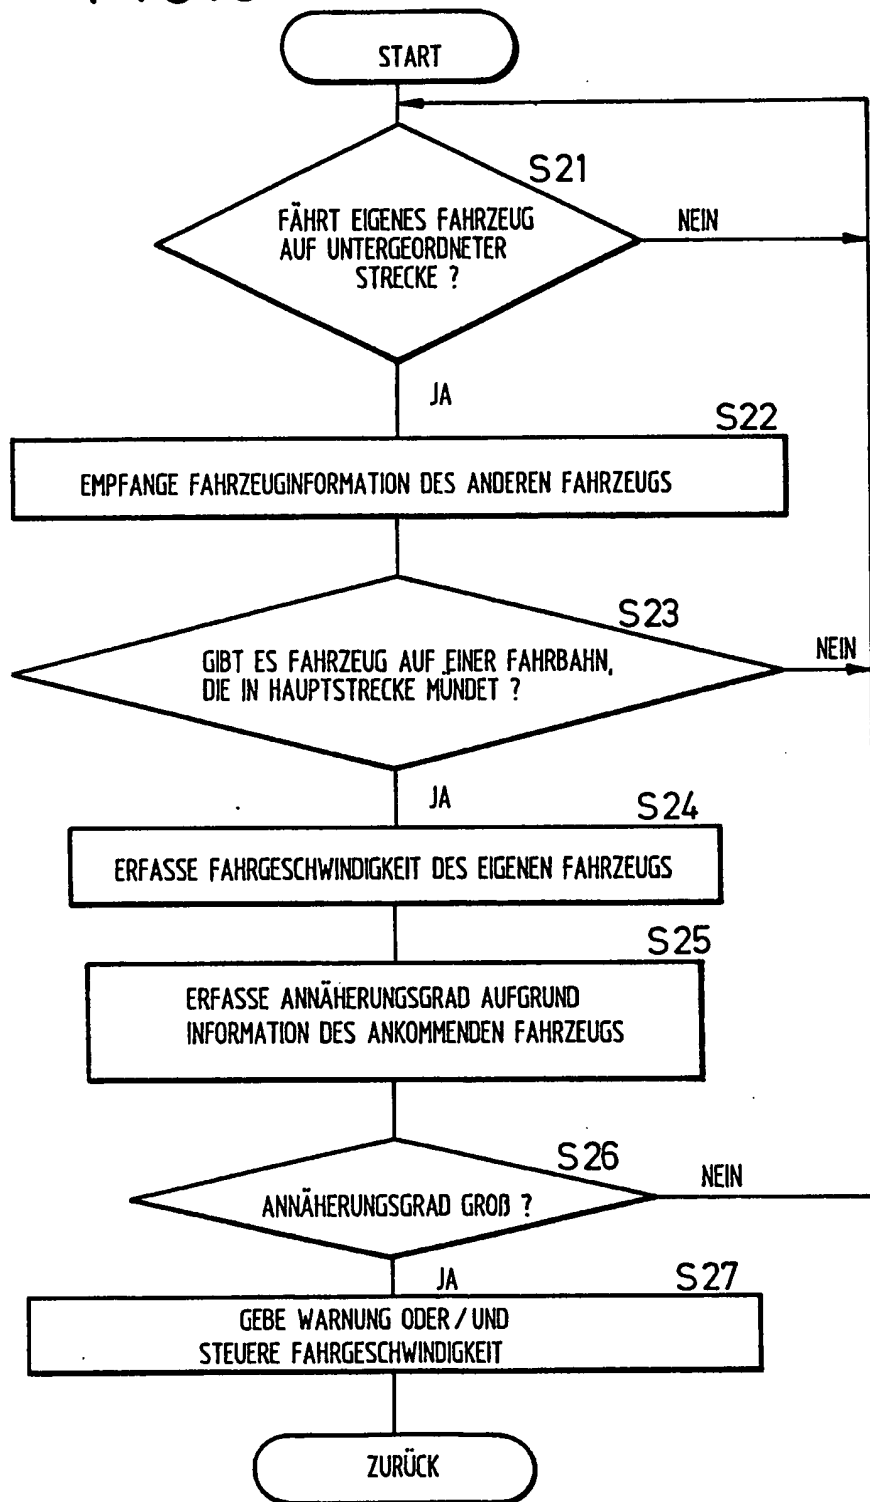 START
S21
FÄHRT EIGENES FAHRZEUG
AUF UNTERGEORDNETER
STRECKE ?
NEIN
JA
S22
EMPFANGE FAHRZEUGINFORMATION DES ANDEREN FAHRZEUGS
S23
GIBT ES FAHRZEUG AUF EINER FAHRBAHN,
DIE IN HAUPTSTRECKE MÜNDET ?
NEIN
JA
S24
ERFASSE FAHRGESCHWINDIGKEIT DES EIGENEN FAHRZEUGS
S25
ERFASSE ANNÄHERUNGSGRAD AUFGRUND
INFORMATION DES ANKOMMENDEN FAHRZEUGS
S26
ANNÄHERUNGSGRAD GROß ?
NEIN
JA
S27
GEBE WARNUNG ODER/UND
STEUERE FAHRGESCHWINDIGKEIT
ZURÜCK